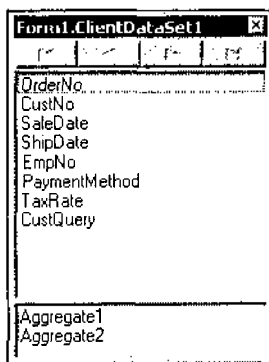 Form1.ClientDataSet1
OrderNo
CustNo
SaleDate
ShipDate
EmpNo
PaymentMethod
TaxRate
CustQuery
Aggregate1
Aggregate2